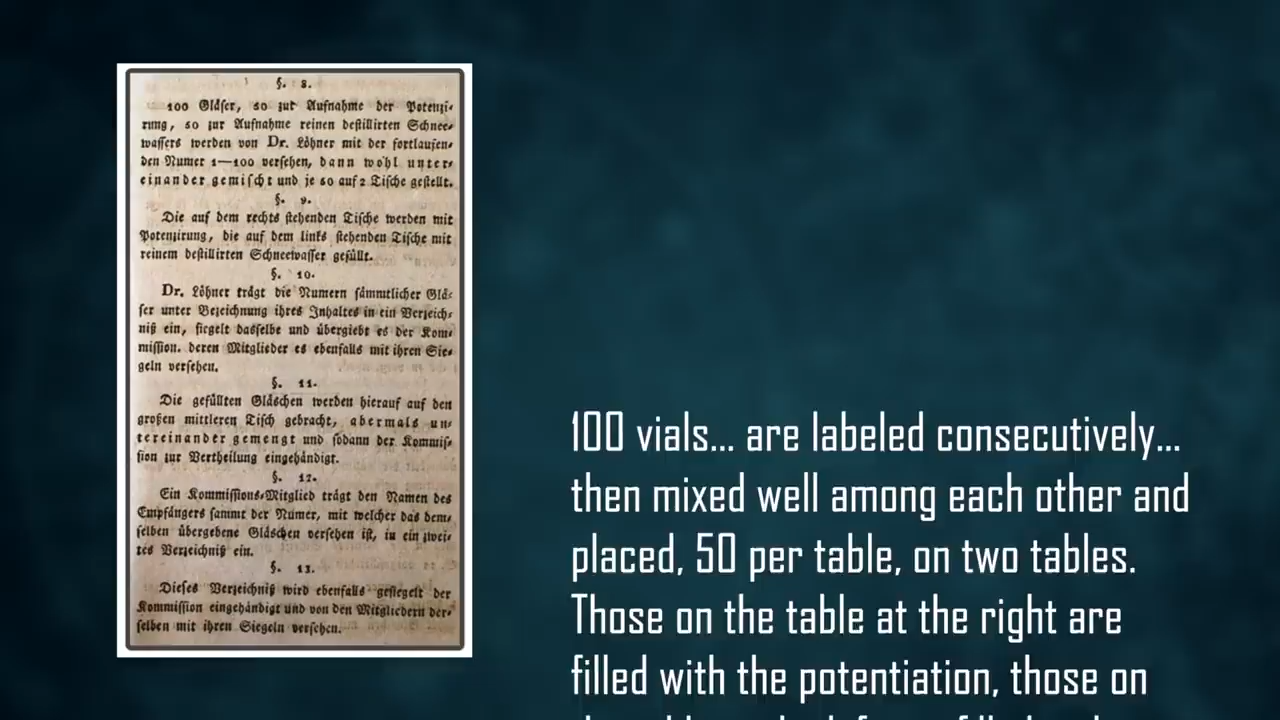 §. 8.
100 Gläser, 50 zur Aufnahme der Potenzi-
rung, 50 zur Aufnahme reinen destillirten Schnee-
wassers werden von Dr. Löhner mit der fortlaufen-
den Numer 1—100 versehen, dann wohl unter-
einander gemischt und je 50 auf 2 Tische gestellt.
§. 9.
Die auf dem rechts stehenden Tische werden mit
Potenzirung, die auf dem links stehenden Tische mit
reinem destillirten Schneewasser gefüllt.
§. 10.
Dr. Löhner trägt die Numern sämmtlicher Glä-
ser unter Bezeichnung ihres Inhaltes in ein Verzeich-
niß ein, siegelt dasselbe und übergiebt es der Kom-
mission. deren Mitglieder es ebenfalls mit ihren Sie-
geln versehen.
§. 11.
Die gefüllten Gläschen werden hierauf auf den
großen mittleren Tisch gebracht, abermals un-
tereinander gemengt und sodann der Kommis-
sion zur Vertheilung eingehändigt.
§. 12.
Ein Kommissions-Mitglied trägt den Namen des
Empfängers sammt der Numer, mit welcher das dem-
selben übergebene Gläschen versehen ist, in ein zwei-
tes Verzeichniß ein.
§. 13.
Dieses Verzeichniß wird ebenfalls gesiegelt der
Kommission eingehändigt und von den Mitgliedern der-
selben mit ihren Siegeln versehen.
100 vials... are labeled consecutively...
then mixed well among each other and
placed, 50 per table, on two tables.
Those on the table at the right are
filled with the potentiation, those on